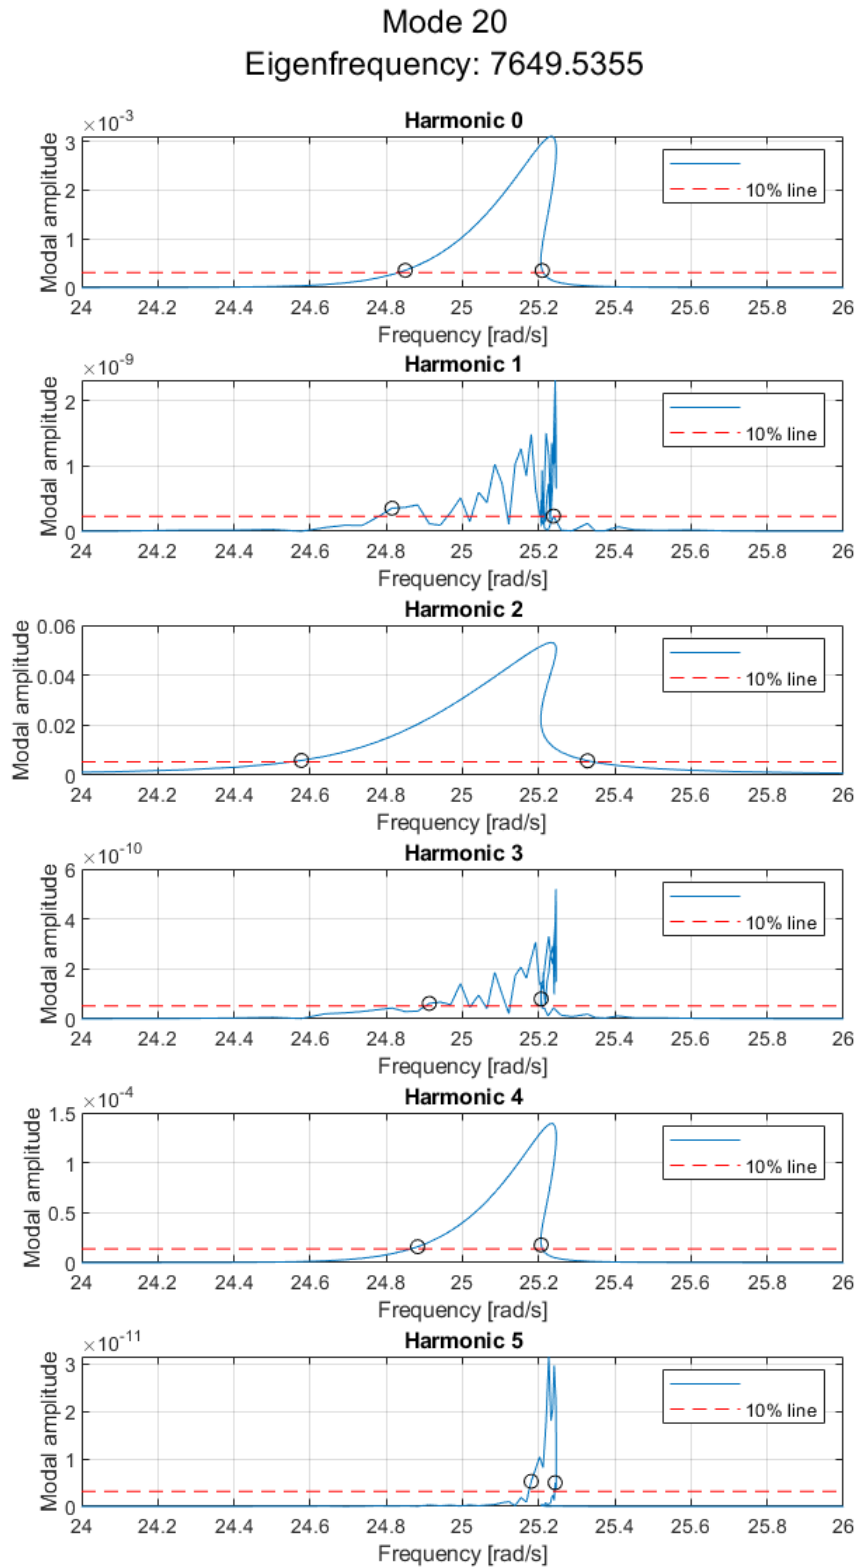 Mode 20
Eigenfrequency: 7649.5355
×10^-3
Harmonic 0
Modal amplitude
3
2
1
0
10% line
24 24.2 24.4 24.6 24.8 25 25.2 25.4 25.6 25.8 26
Frequency [rad/s]
×10^-9
Harmonic 1
Modal amplitude
2
1
0
10% line
24 24.2 24.4 24.6 24.8 25 25.2 25.4 25.6 25.8 26
Frequency [rad/s]
Harmonic 2
Modal amplitude
0.06
0.04
0.02
0
10% line
24 24.2 24.4 24.6 24.8 25 25.2 25.4 25.6 25.8 26
Frequency [rad/s]
×10^-10
Harmonic 3
Modal amplitude
6
4
2
0
10% line
24 24.2 24.4 24.6 24.8 25 25.2 25.4 25.6 25.8 26
Frequency [rad/s]
×10^-4
Harmonic 4
Modal amplitude
1.5
1
0.5
0
10% line
24 24.2 24.4 24.6 24.8 25 25.2 25.4 25.6 25.8 26
Frequency [rad/s]
×10^-11
Harmonic 5
Modal amplitude
3
2
1
0
10% line
24 24.2 24.4 24.6 24.8 25 25.2 25.4 25.6 25.8 26
Frequency [rad/s]